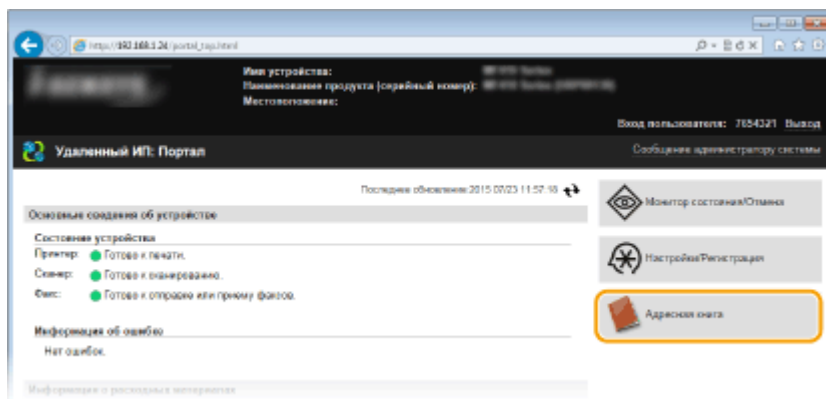 http://192.168.1.24/portal_top.html
Имя устройства:
Наименование продукта (серийный номер):
Местоположение:
Вход пользователя: 7654321 Выход
Удаленный ИП: Портал
Сообщение администратору системы
Последнее обновление: 2015 07/23 11:57:18
Основные сведения об устройстве
Состояние устройства
Принтер: Готово к печати.
Сканер: Готово к сканированию.
Факс: Готово к отправке или приему факсов.
Информация об ошибке
Нет ошибок.
Информация о расходных материалах
Монитор состояния/Отмена
Настройки/Регистрация
Адресная книга